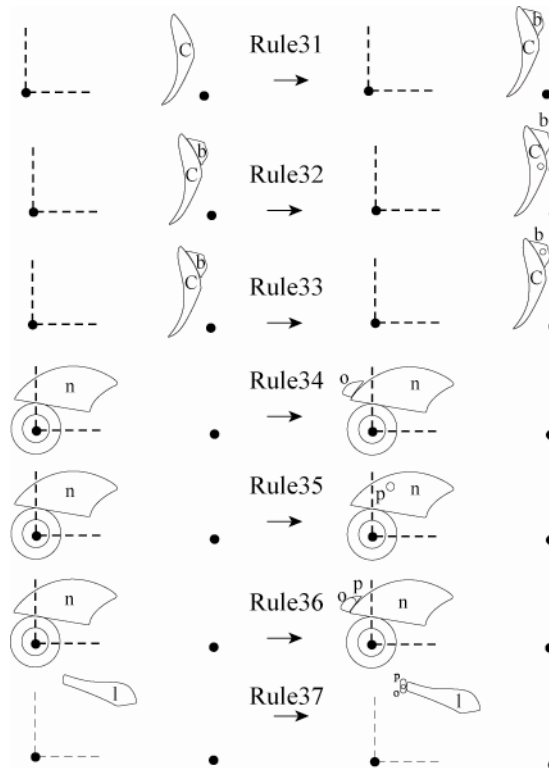 C Rule31 b C
b C Rule32 b C
b C Rule33 b C
n Rule34 o n
n Rule35 p n
n Rule36 o p n
l Rule37 p o l